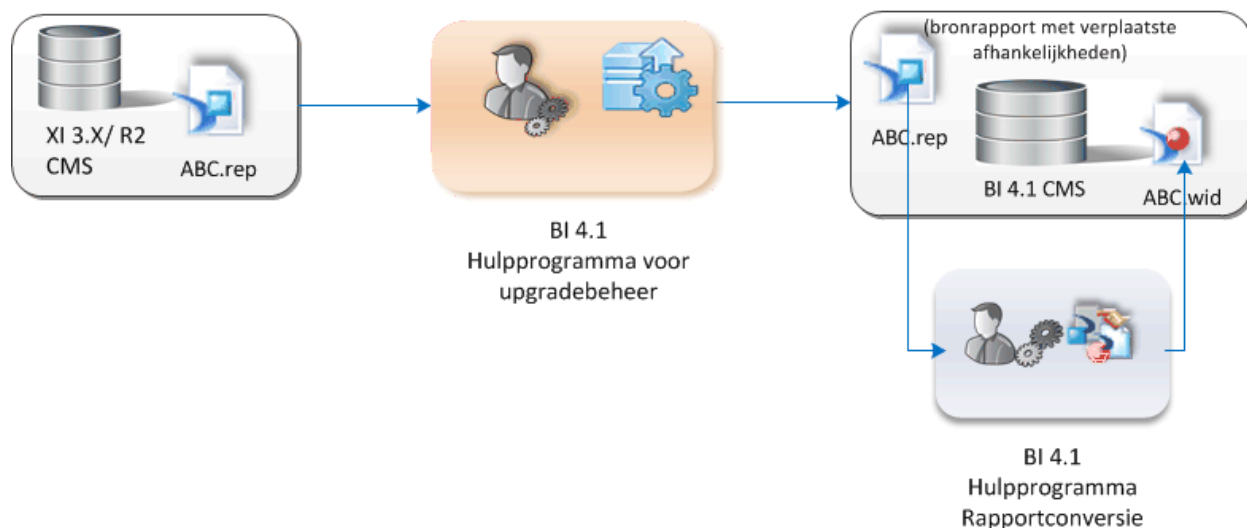 XI 3.X/ R2
CMS
ABC.rep
BI 4.1
Hulpprogramma voor
upgradebeheer
(bronrapport met verplaatste
afhankelijkheden)
ABC.rep
BI 4.1 CMS
ABC.wid
BI 4.1
Hulpprogramma
Rapportconversie